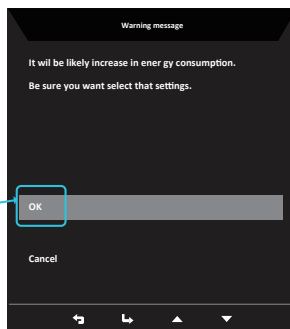 Warning message
It wil be likely increase in ener gy consumption.
Be sure you want select that settings.
OK
Cancel